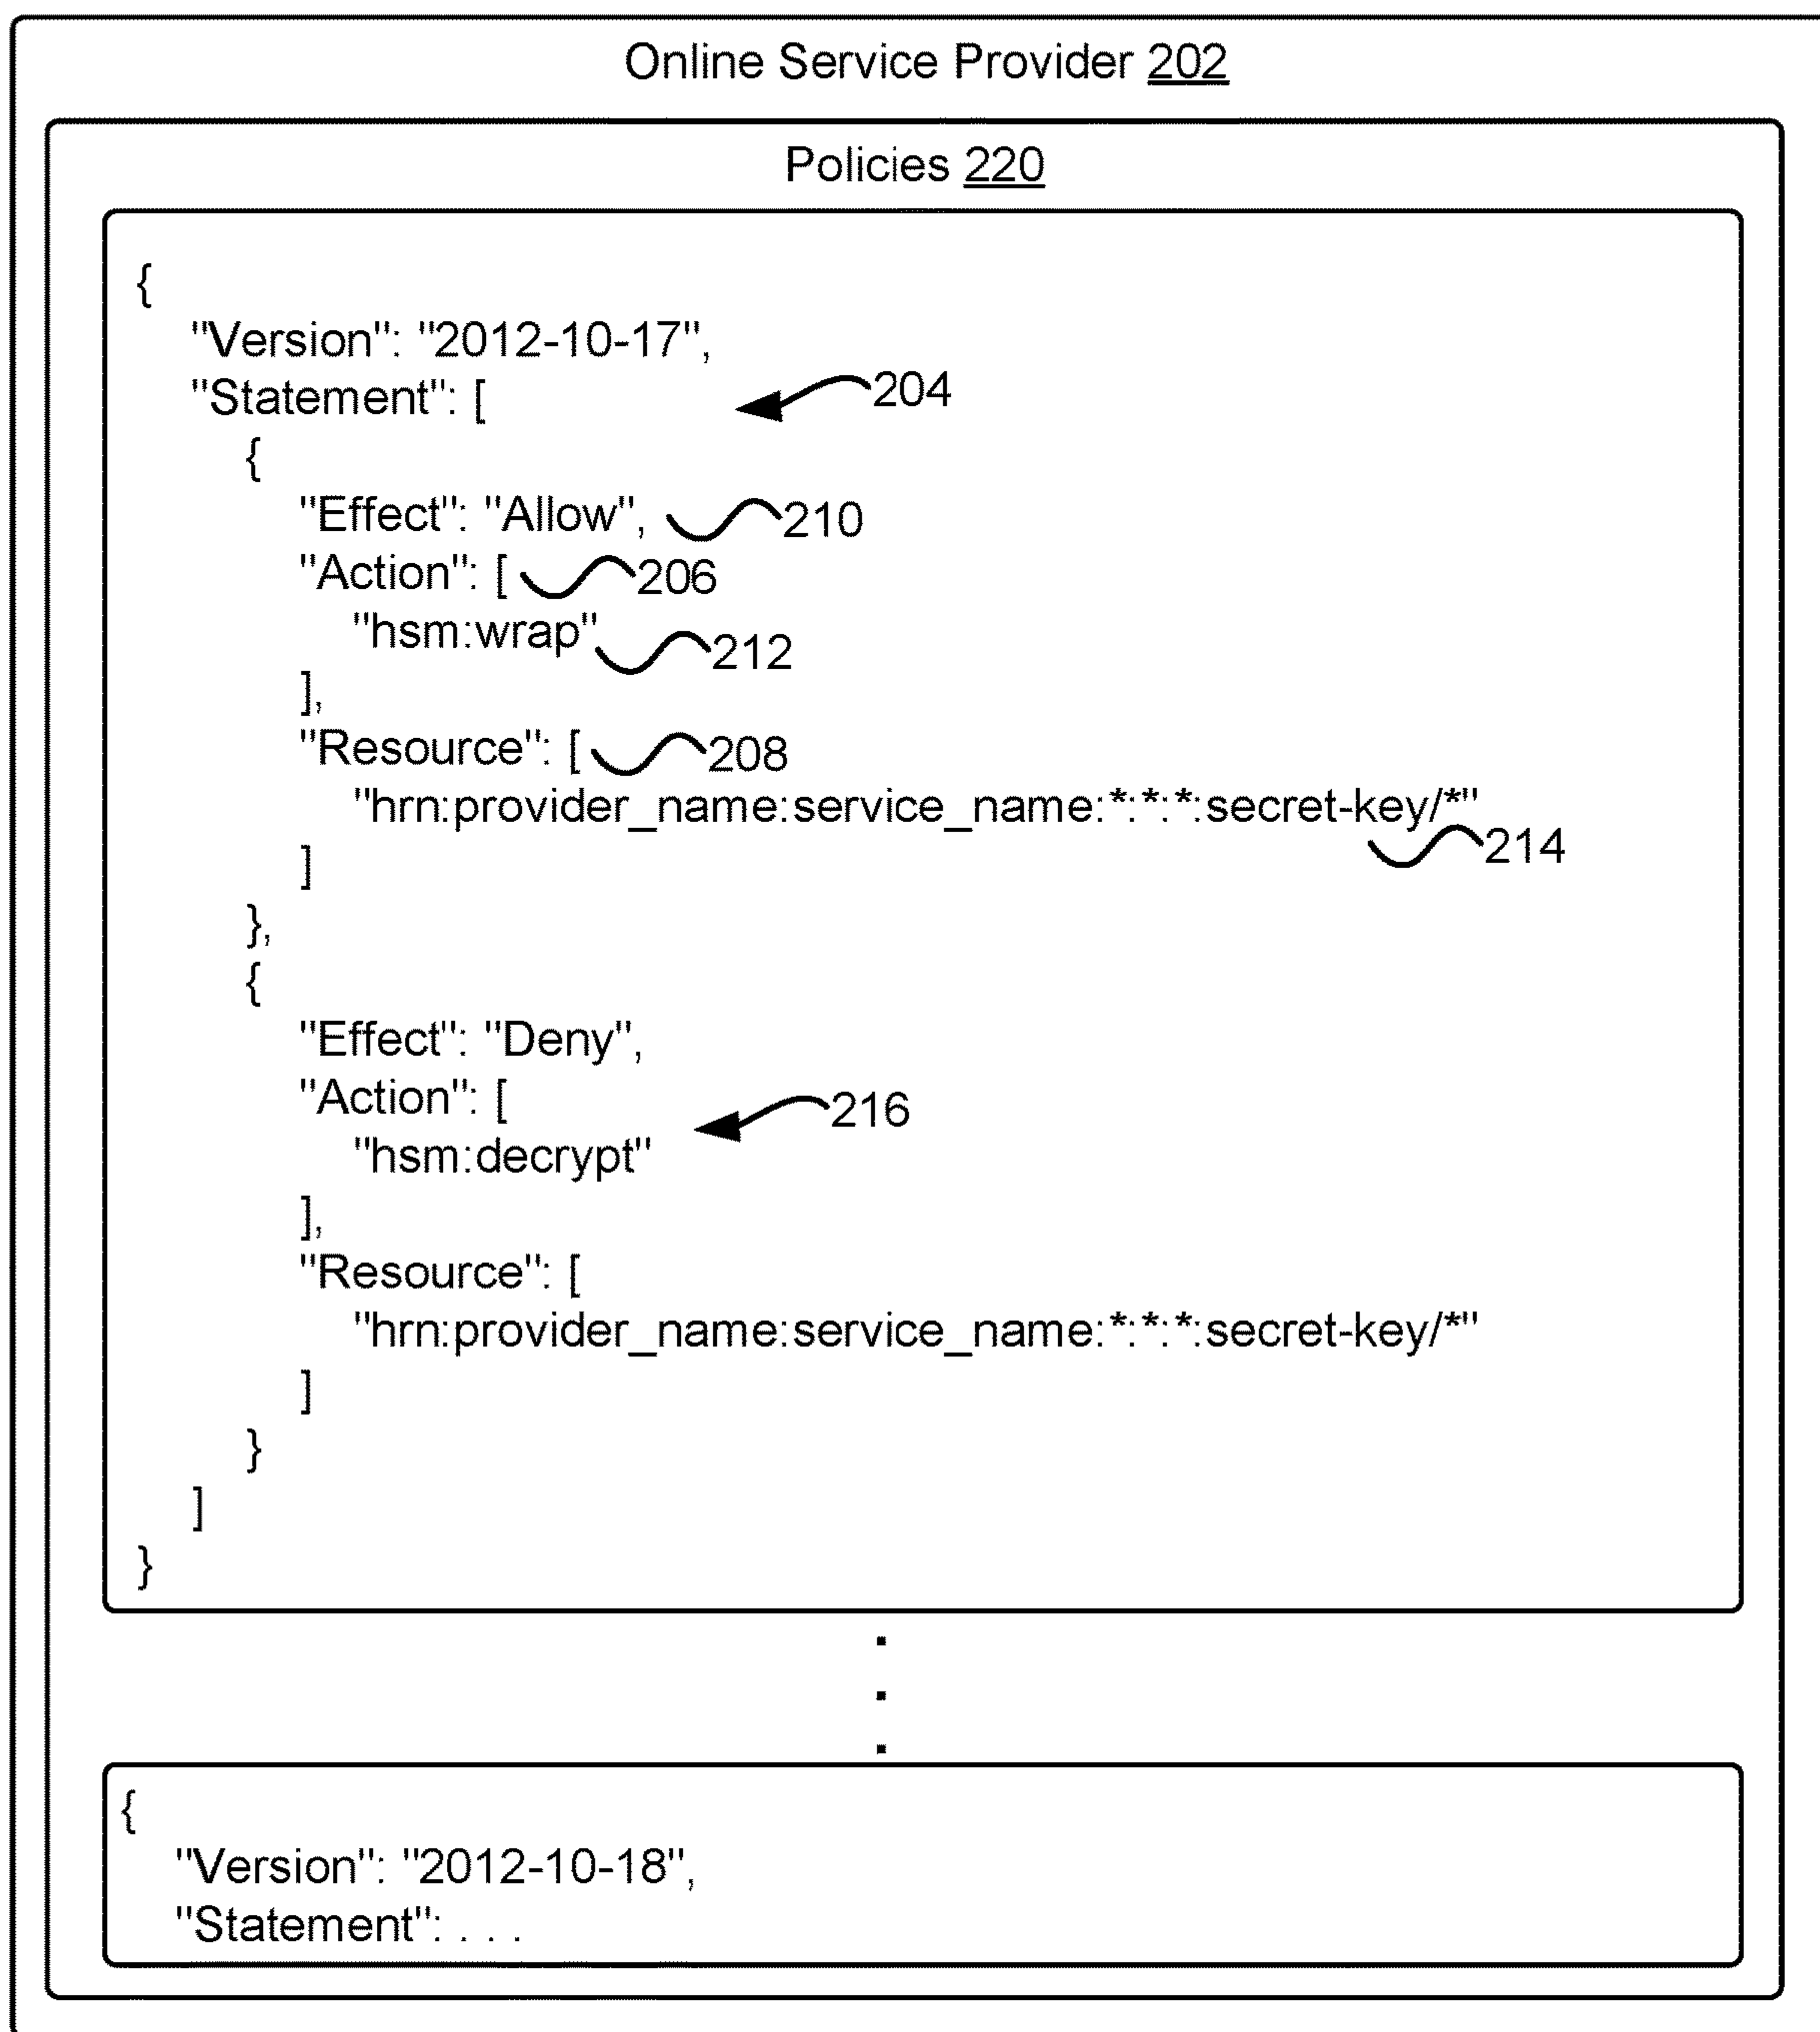 Online Service Provider 202
Policies 220
{
"Version": "2012-10-17",
"Statement": [ 204
{
"Effect": "Allow", 210
"Action": [ 206
"hsm:wrap" 212
],
"Resource": [ 208
"hrn:provider_name:service_name:*:*:*:secret-key/*"
214
]
},
{
"Effect": "Deny",
"Action": [
216
"hsm:decrypt"
],
"Resource": [
"hrn:provider_name:service_name:*:*:*:secret-key/*"
]
}
]
}
.
.
.
{
"Version": "2012-10-18",
"Statement": . . . .